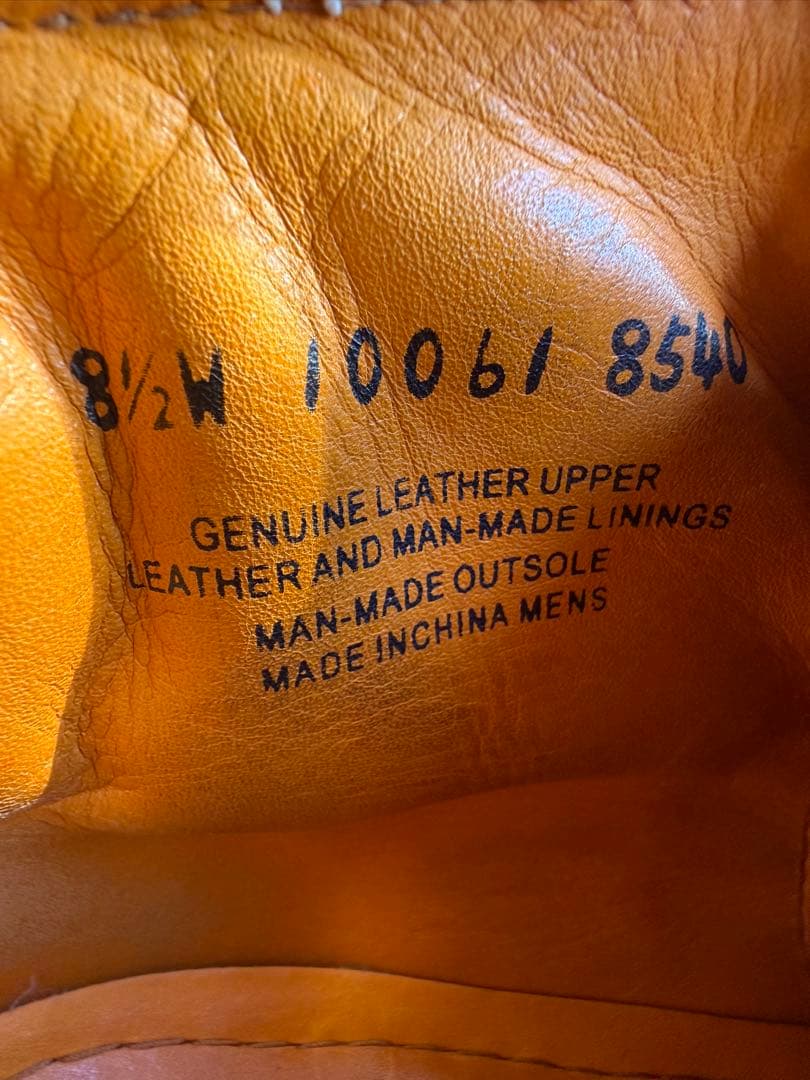 8½W 10061 8540
GENUINE LEATHER UPPER
LEATHER AND MAN-MADE LININGS
MAN-MADE OUTSOLE
MADE INCHINA MENS